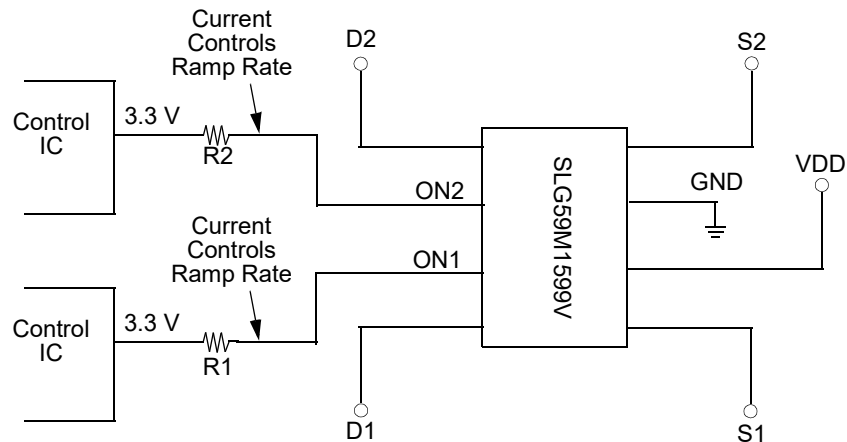 Current
Controls
Ramp Rate
D2
S2
Control
IC
3.3 V
R2
ON2
SLG59M1599V
GND
VDD
Current
Controls
Ramp Rate
ON1
Control
IC
3.3 V
R1
D1
S1